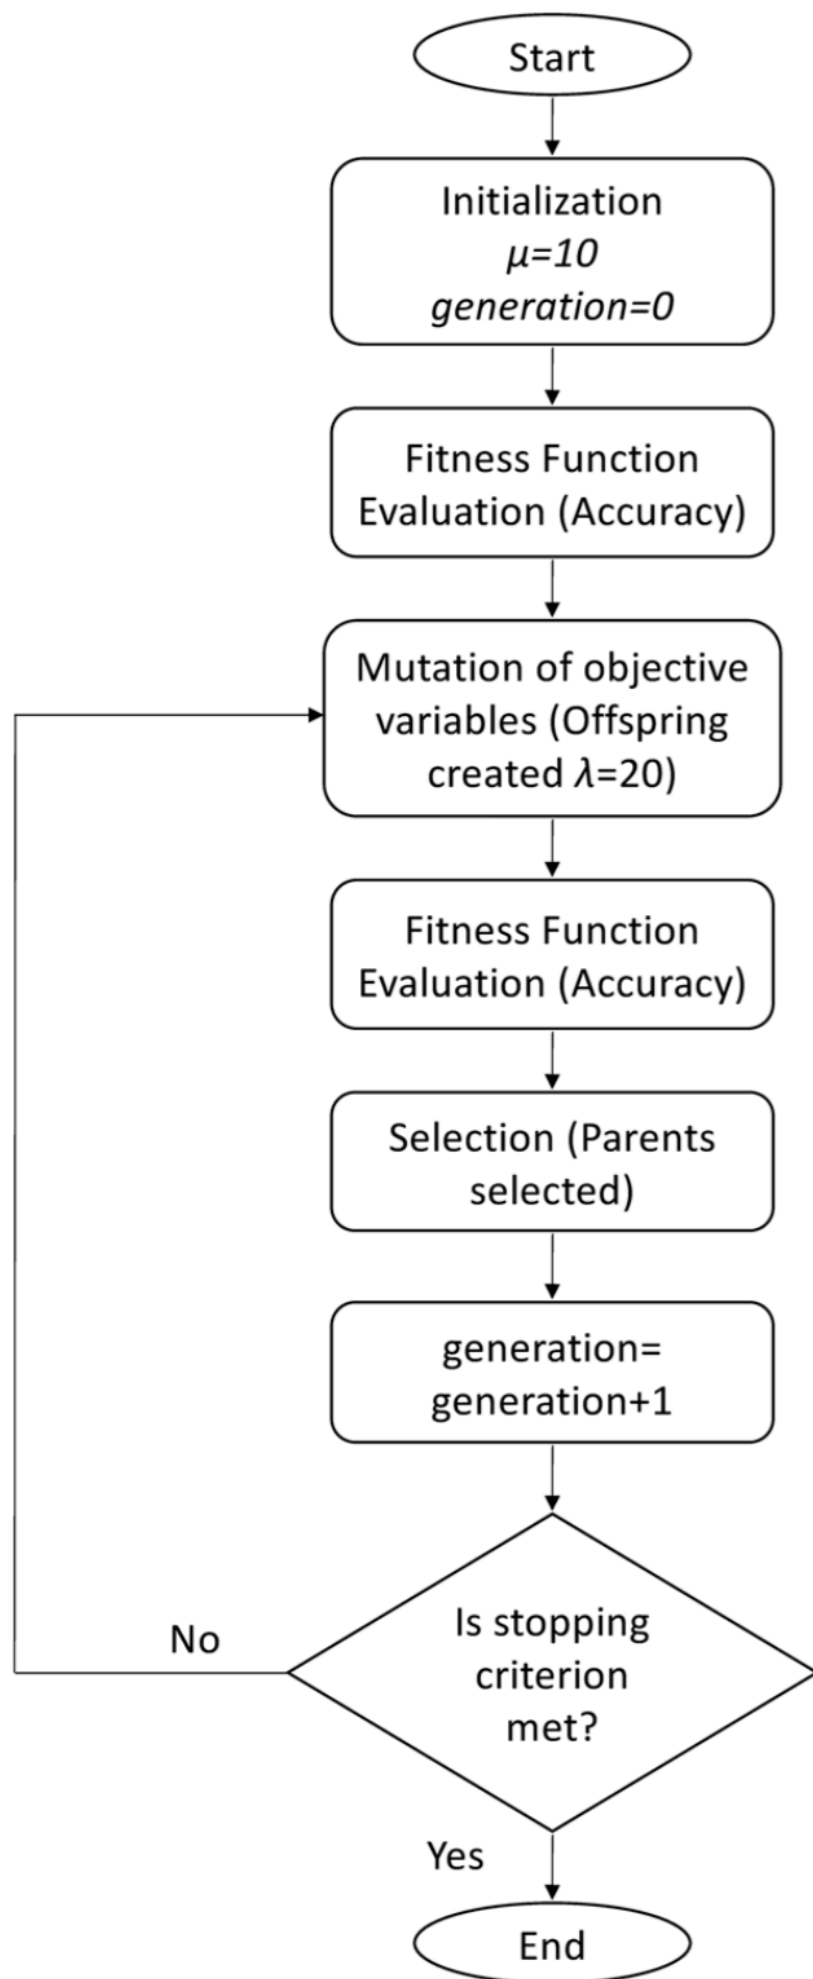 Start
Initialization
μ=10
generation=0
Fitness Function
Evaluation (Accuracy)
Mutation of objective
variables (Offspring
created λ=20)
Fitness Function
Evaluation (Accuracy)
Selection (Parents
selected)
generation=
generation+1
Is stopping
criterion
met?
No
Yes
End